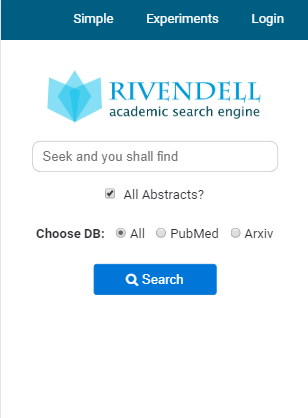 Simple Experiments Login
RIVENDELL
academic search engine
Seek and you shall find
All Abstracts?
Choose DB: All PubMed Arxiv
Search